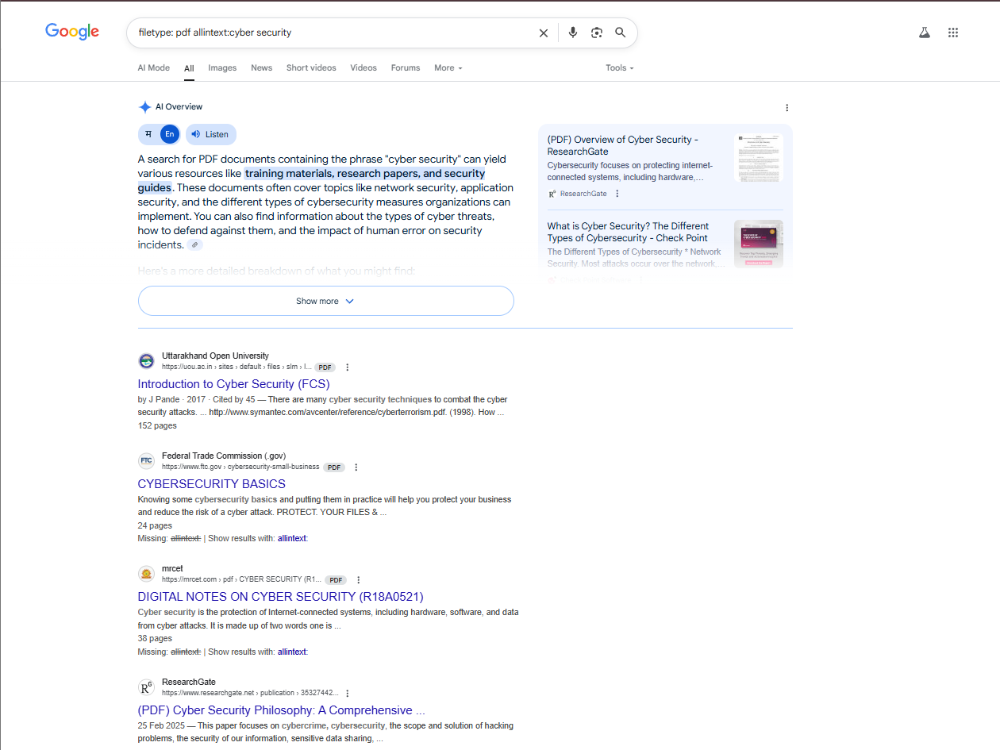 Google
filetype: pdf allintext:cyber security
AI Mode All Images News Short videos Videos Forums More Tools
AI Overview
म En Listen
A search for PDF documents containing the phrase "cyber security" can yield
various resources like training materials, research papers, and security
guides. These documents often cover topics like network security, application
security, and the different types of cybersecurity measures organizations can
implement. You can also find information about the types of cyber threats,
how to defend against them, and the impact of human error on security
incidents.
Here's a more detailed breakdown of what you might find:
Show more
(PDF) Overview of Cyber Security -
ResearchGate
Cybersecurity focuses on protecting internet-
connected systems, including hardware,...
RG ResearchGate
What is Cyber Security? The Different
Types of Cybersecurity - Check Point
The Different Types of Cybersecurity * Network
Security. Most attacks occur over the network,...
Uttarakhand Open University
https://uou.ac.in › sites › default › files › slm › I... PDF
Introduction to Cyber Security (FCS)
by J Pande · 2017 · Cited by 45 — There are many cyber security techniques to combat the cyber
security attacks. ... http://www.symantec.com/avcenter/reference/cyberterrorism.pdf. (1998). How ...
152 pages
FTC
Federal Trade Commission (.gov)
https://www.ftc.gov › cybersecurity-small-business PDF
CYBERSECURITY BASICS
Knowing some cybersecurity basics and putting them in practice will help you protect your business
and reduce the risk of a cyber attack. PROTECT. YOUR FILES & ...
24 pages
Missing: allintext: | Show results with: allintext:
mrcet
https://mrcet.com › pdf › CYBER SECURITY (R1... PDF
DIGITAL NOTES ON CYBER SECURITY (R18A0521)
Cyber security is the protection of Internet-connected systems, including hardware, software, and data
from cyber attacks. It is made up of two words one is ...
38 pages
Missing: allintext: | Show results with: allintext:
RG
ResearchGate
https://www.researchgate.net › publication › 35327442...
(PDF) Cyber Security Philosophy: A Comprehensive ...
25 Feb 2025 — This paper focuses on cybercrime, cybersecurity, the scope and solution of hacking
problems, the security of our information, sensitive data sharing, ...